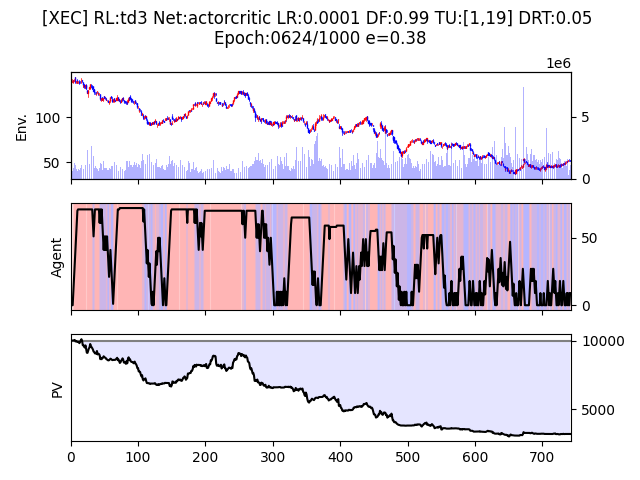 [XEC] RL:td3 Net:actorcritic LR:0.0001 DF:0.99 TU:[1,19] DRT:0.05
Epoch:0624/1000 e=0.38
1e6
Env.
100
50
5
0
Agent
50
0
PV
10000
5000
0 100 200 300 400 500 600 700